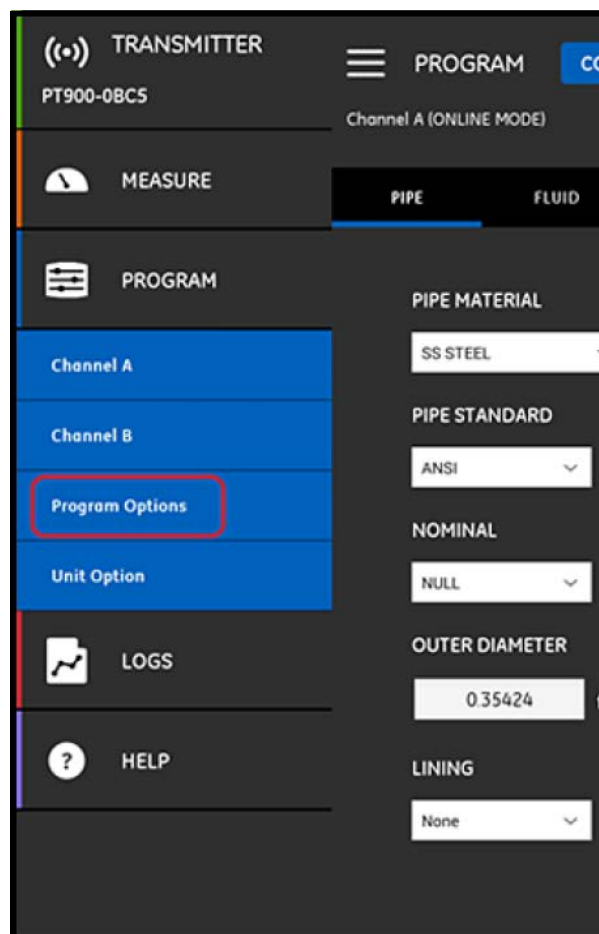 TRANSMITTER
PT900-0BC5
MEASURE
PROGRAM
Channel A
Channel B
Program Options
Unit Option
LOGS
?
HELP
PROGRAM
Channel A (ONLINE MODE)
PIPE
FLUID
PIPE MATERIAL
SS STEEL
PIPE STANDARD
ANSI
NOMINAL
NULL
OUTER DIAMETER
0.35424
LINING
None